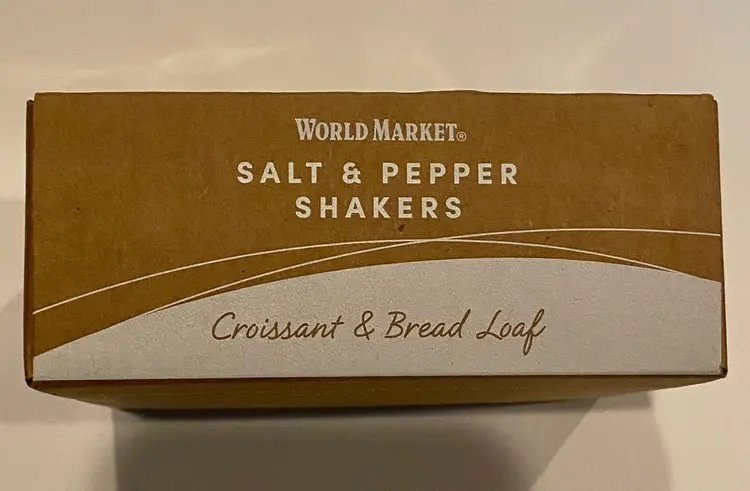 WORLD MARKET®
SALT & PEPPER
SHAKERS
Croissant & Bread Loaf